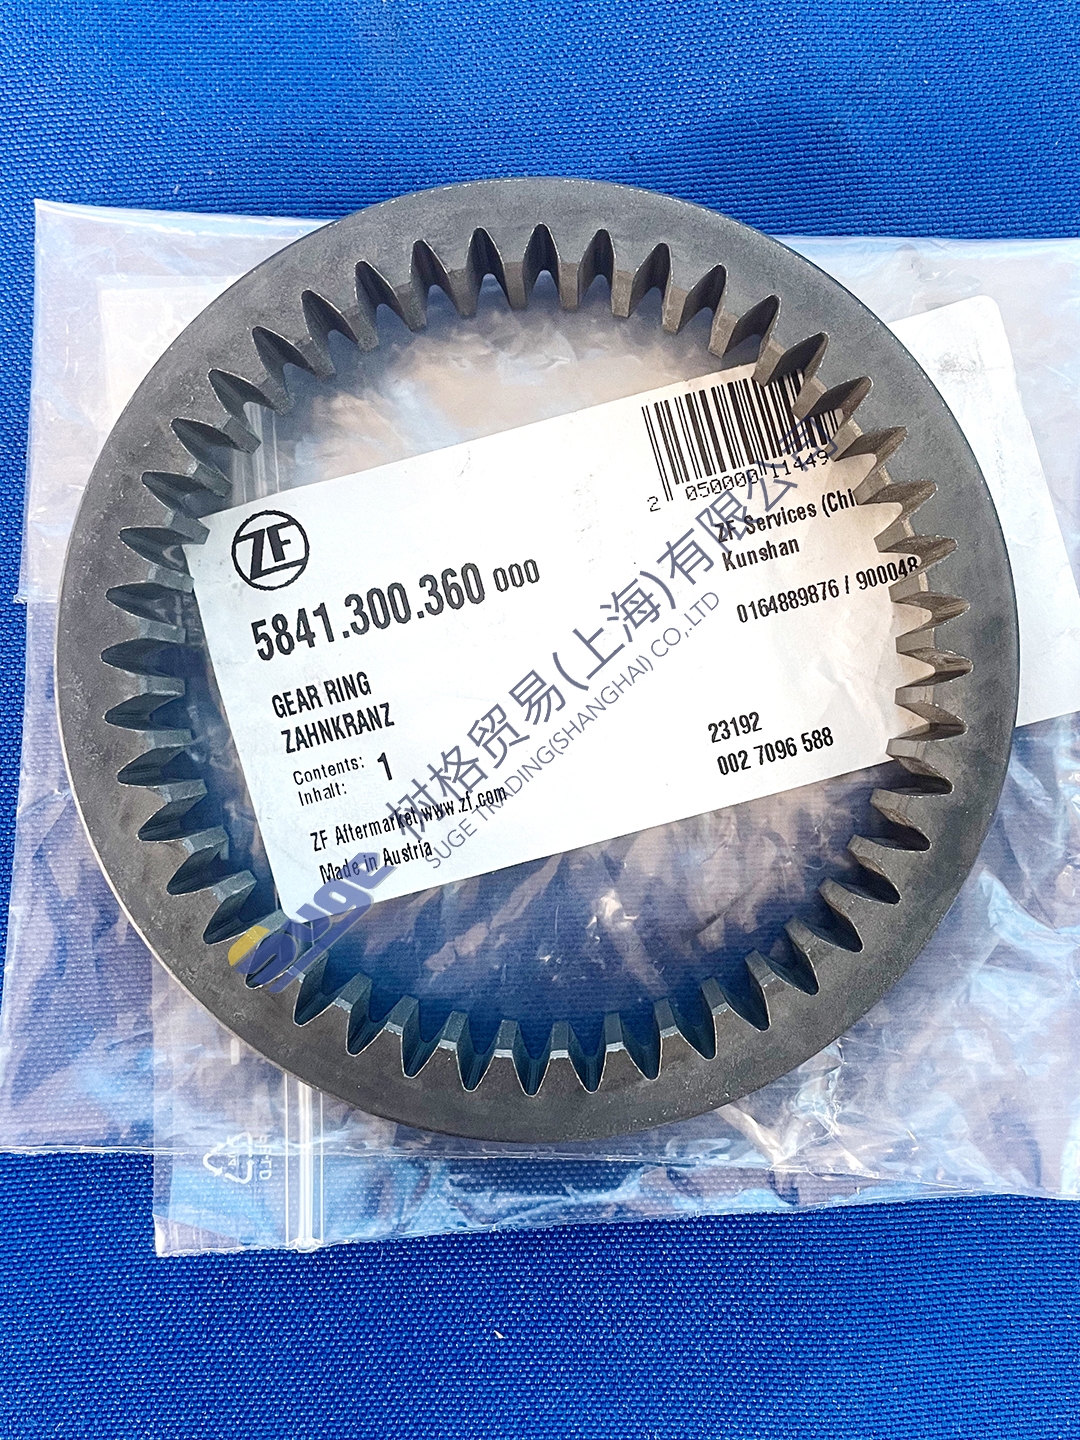 ZF
5841.300.360 000
GEAR RING
ZAHNKRANZ
Contents: 1
Inhalt:
ZF Aftermarket, www.zf.com
Made in Austria
2 050000 11449
ZF Services
Kunshan
0164889876 / 900048
23192
002 7096 588
树格贸易(上海)有限公司
SUGE TRADING(SHANGHAI) CO,.LTD
suge